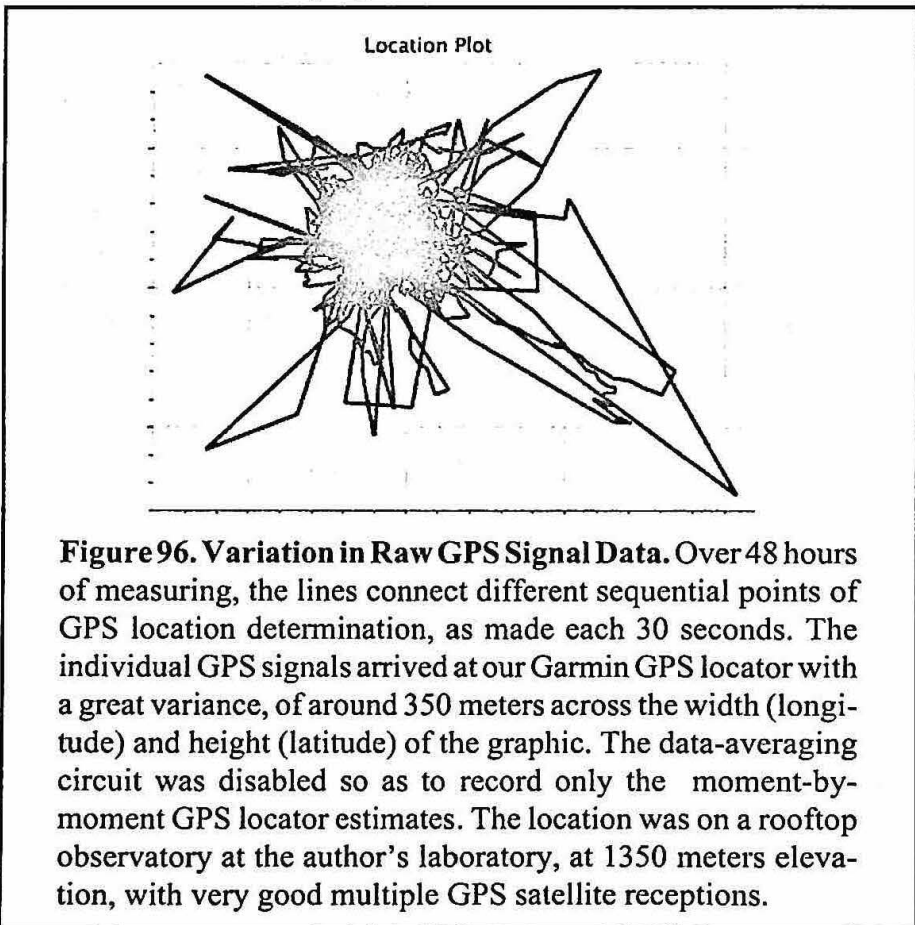 Location Plot
Figure 96. Variation in Raw GPS Signal Data. Over 48 hours
of measuring, the lines connect different sequential points of
GPS location determination, as made each 30 seconds. The
individual GPS signals arrived at our Garmin GPS locator with
a great variance, of around 350 meters across the width (longi-
tude) and height (latitude) of the graphic. The data-averaging
circuit was disabled so as to record only the moment-by-
moment GPS locator estimates. The location was on a rooftop
observatory at the author's laboratory, at 1350 meters eleva-
tion, with very good multiple GPS satellite receptions.